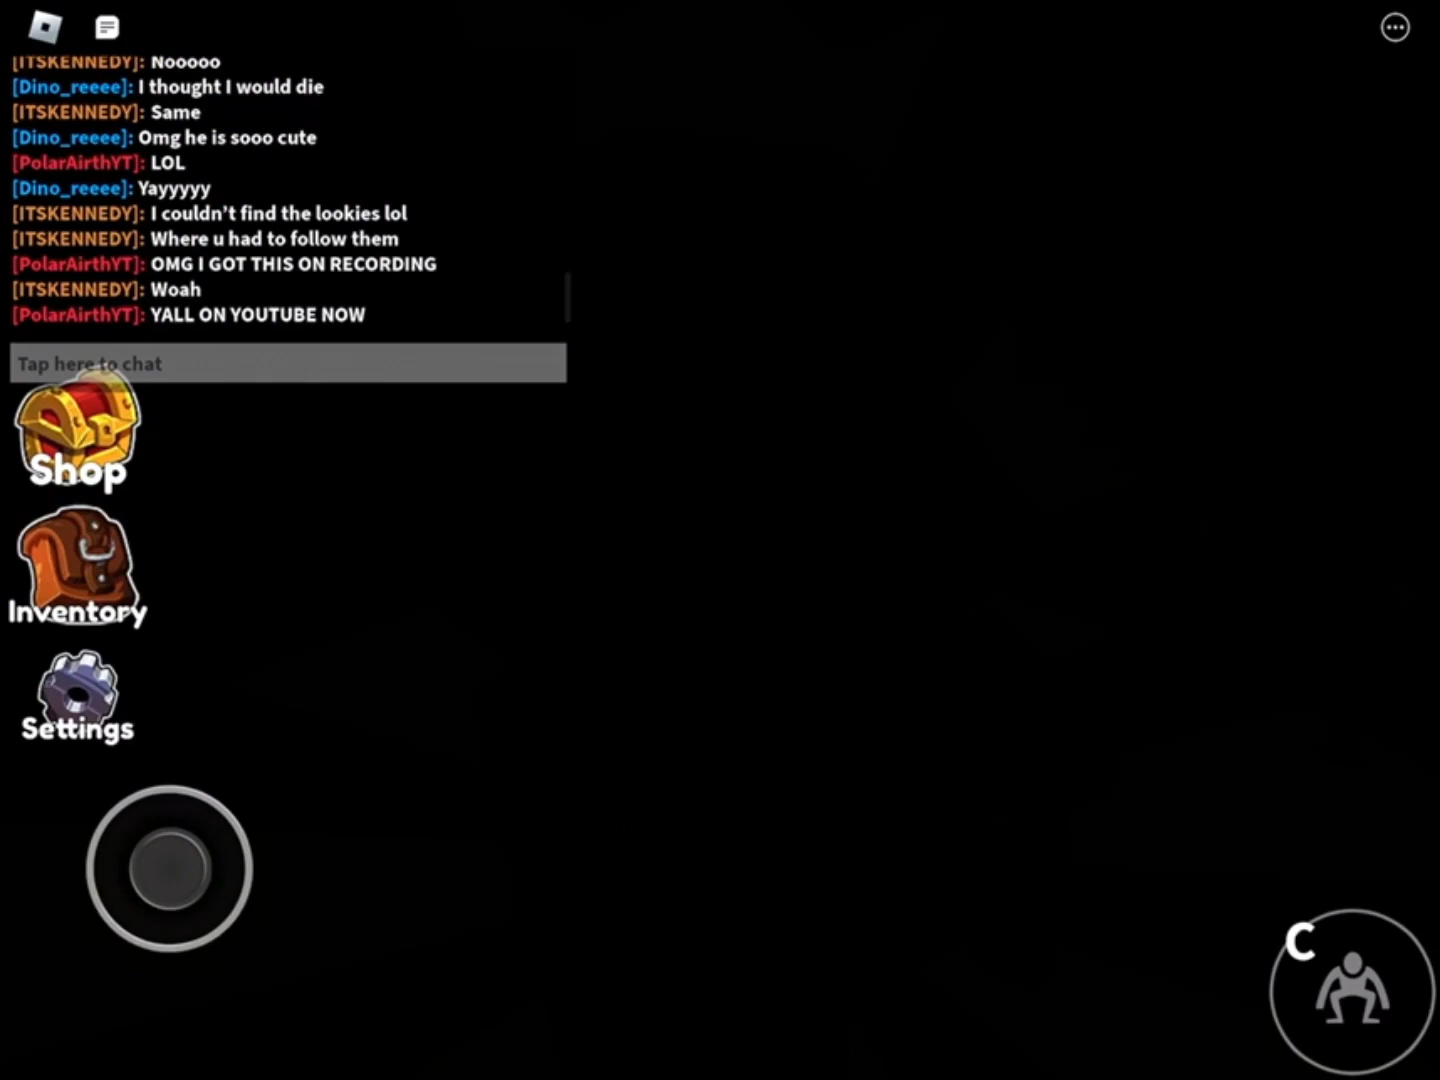 [ITSKENNEDY]: Nooooo
[Dino_reeee]: I thought I would die
[ITSKENNEDY]: Same
[Dino_reeee]: Omg he is sooo cute
[PolarAirthYT]: LOL
[Dino_reeee]: Yayyyyy
[ITSKENNEDY]: I couldn't find the lookies lol
[ITSKENNEDY]: Where u had to follow them
[PolarAirthYT]: OMG I GOT THIS ON RECORDING
[ITSKENNEDY]: Woah
[PolarAirthYT]: YALL ON YOUTUBE NOW
Tap here to chat
Shop
Inventory
Settings
C